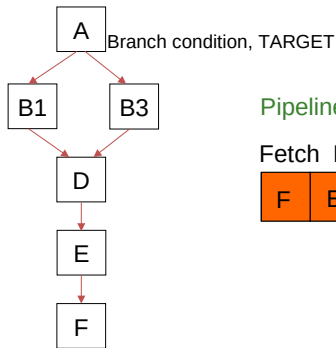 A
Branch condition, TARGET
B1 B3
Pipeline
D
Fetch
F E
E
F